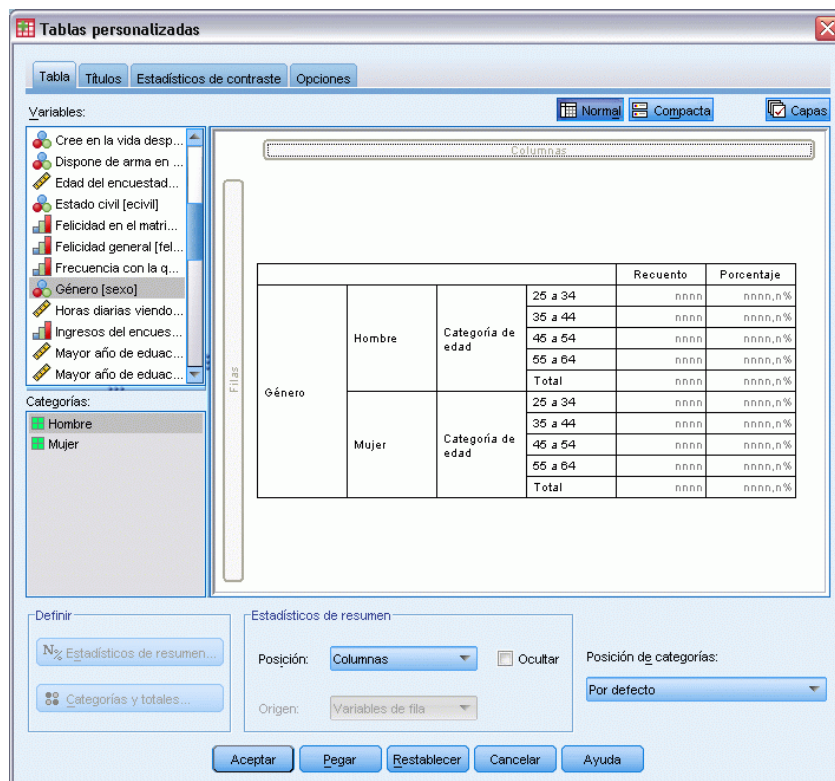 Tablas personalizadas
Tabla
Títulos
Estadísticos de contraste
Opciones
Variables:
Normal
Compacta
Capas
Cree en la vida desp...
Dispone de arma en ...
Edad del encuestad...
Estado civil [ecivil]
Felicidad en el matri...
Felicidad general [fel...
Frecuencia con la q...
Género [sexo]
Horas diarias viendo...
Ingresos del encues...
Mayor año de eduac...
Mayor año de eduac...
Categorías:
Hombre
Mujer
Columnas
Filas
Recuento Porcentaje
Género
Hombre
Categoría de edad
25 a 34 nnnn nnnn,n%
35 a 44 nnnn nnnn,n%
45 a 54 nnnn nnnn,n%
55 a 64 nnnn nnnn,n%
Total nnnn nnnn,n%
Mujer
Categoría de edad
25 a 34 nnnn nnnn,n%
35 a 44 nnnn nnnn,n%
45 a 54 nnnn nnnn,n%
55 a 64 nnnn nnnn,n%
Total nnnn nnnn,n%
Definir
N% Estadísticos de resumen...
Categorías y totales...
Estadísticos de resumen
Posición: Columnas
Ocultar
Origen: Variables de fila
Posición de categorías:
Por defecto
Aceptar
Pegar
Restablecer
Cancelar
Ayuda